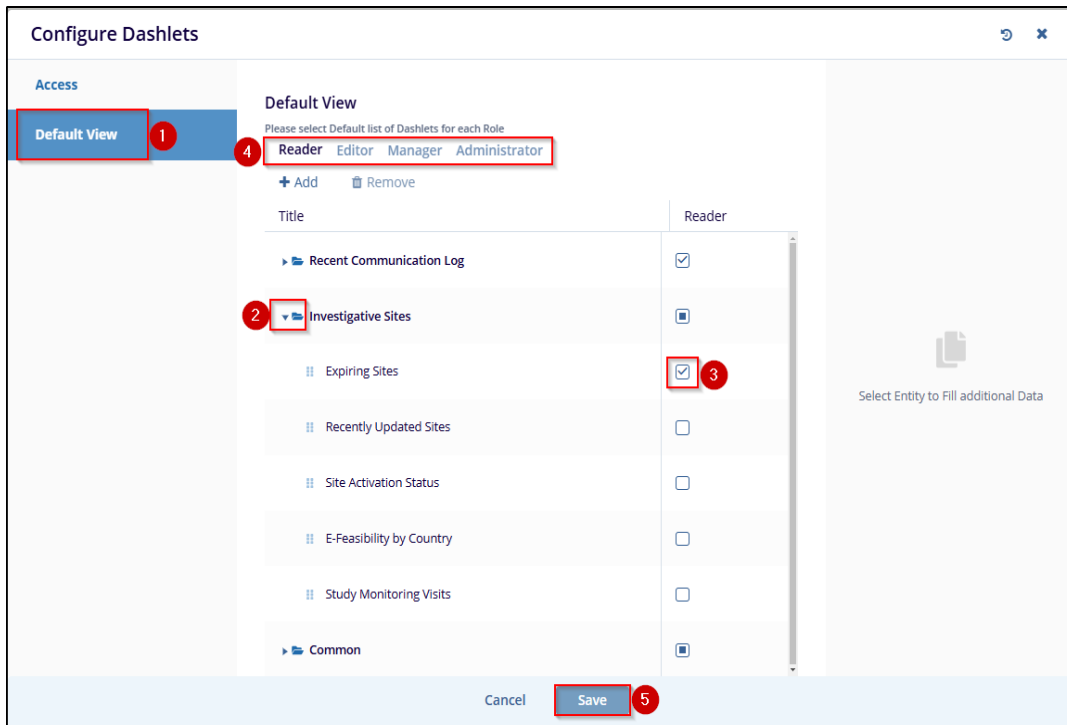 Configure Dashlets
Access
Default View
1
Default View
Please select Default list of Dashlets for each Role
4
Reader Editor Manager Administrator
+ Add Remove
Title Reader
Recent Communication Log
2
Investigative Sites
Expiring Sites
3
Recently Updated Sites
Site Activation Status
E-Feasibility by Country
Study Monitoring Visits
Common
Select Entity to Fill additional Data
Cancel Save
5